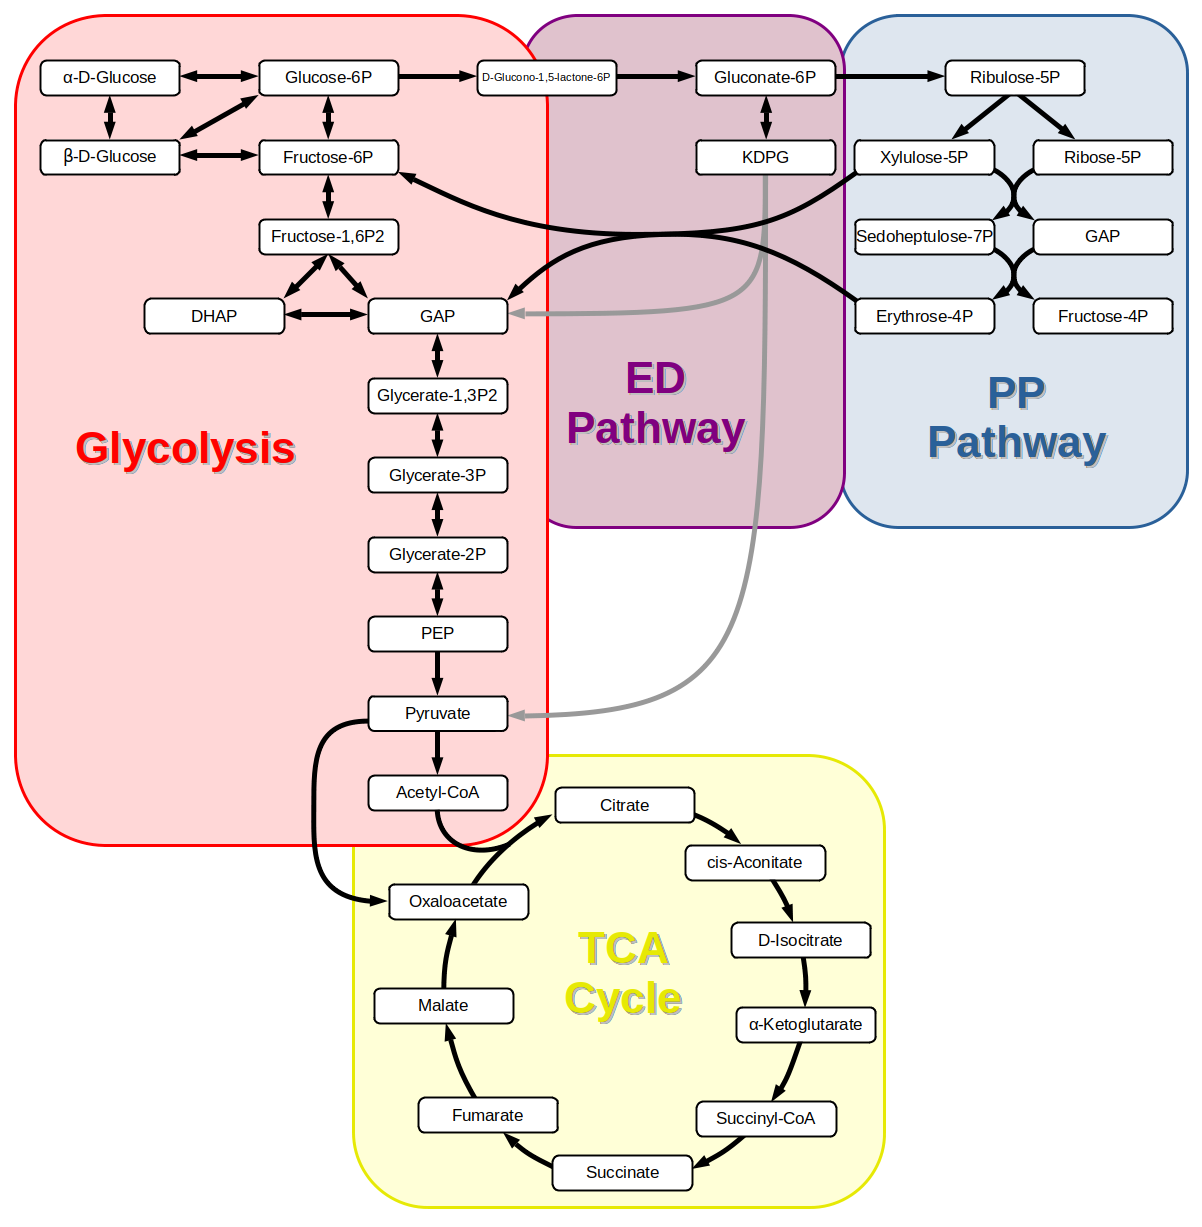 α-D-Glucose
Glucose-6P
D-Glucono-1,5-lactone-6P
Gluconate-6P
Ribulose-5P
β-D-Glucose
Fructose-6P
KDPG
Xylulose-5P
Ribose-5P
Fructose-1,6P2
Sedoheptulose-7P
GAP
DHAP
GAP
Erythrose-4P
Fructose-4P
Glycerate-1,3P2
ED
Pathway
PP
Pathway
Glycolysis
Glycerate-3P
Glycerate-2P
PEP
Pyruvate
Acetyl-CoA
Citrate
cis-Aconitate
Oxaloacetate
D-Isocitrate
TCA
Cycle
Malate
α-Ketoglutarate
Fumarate
Succinyl-CoA
Succinate